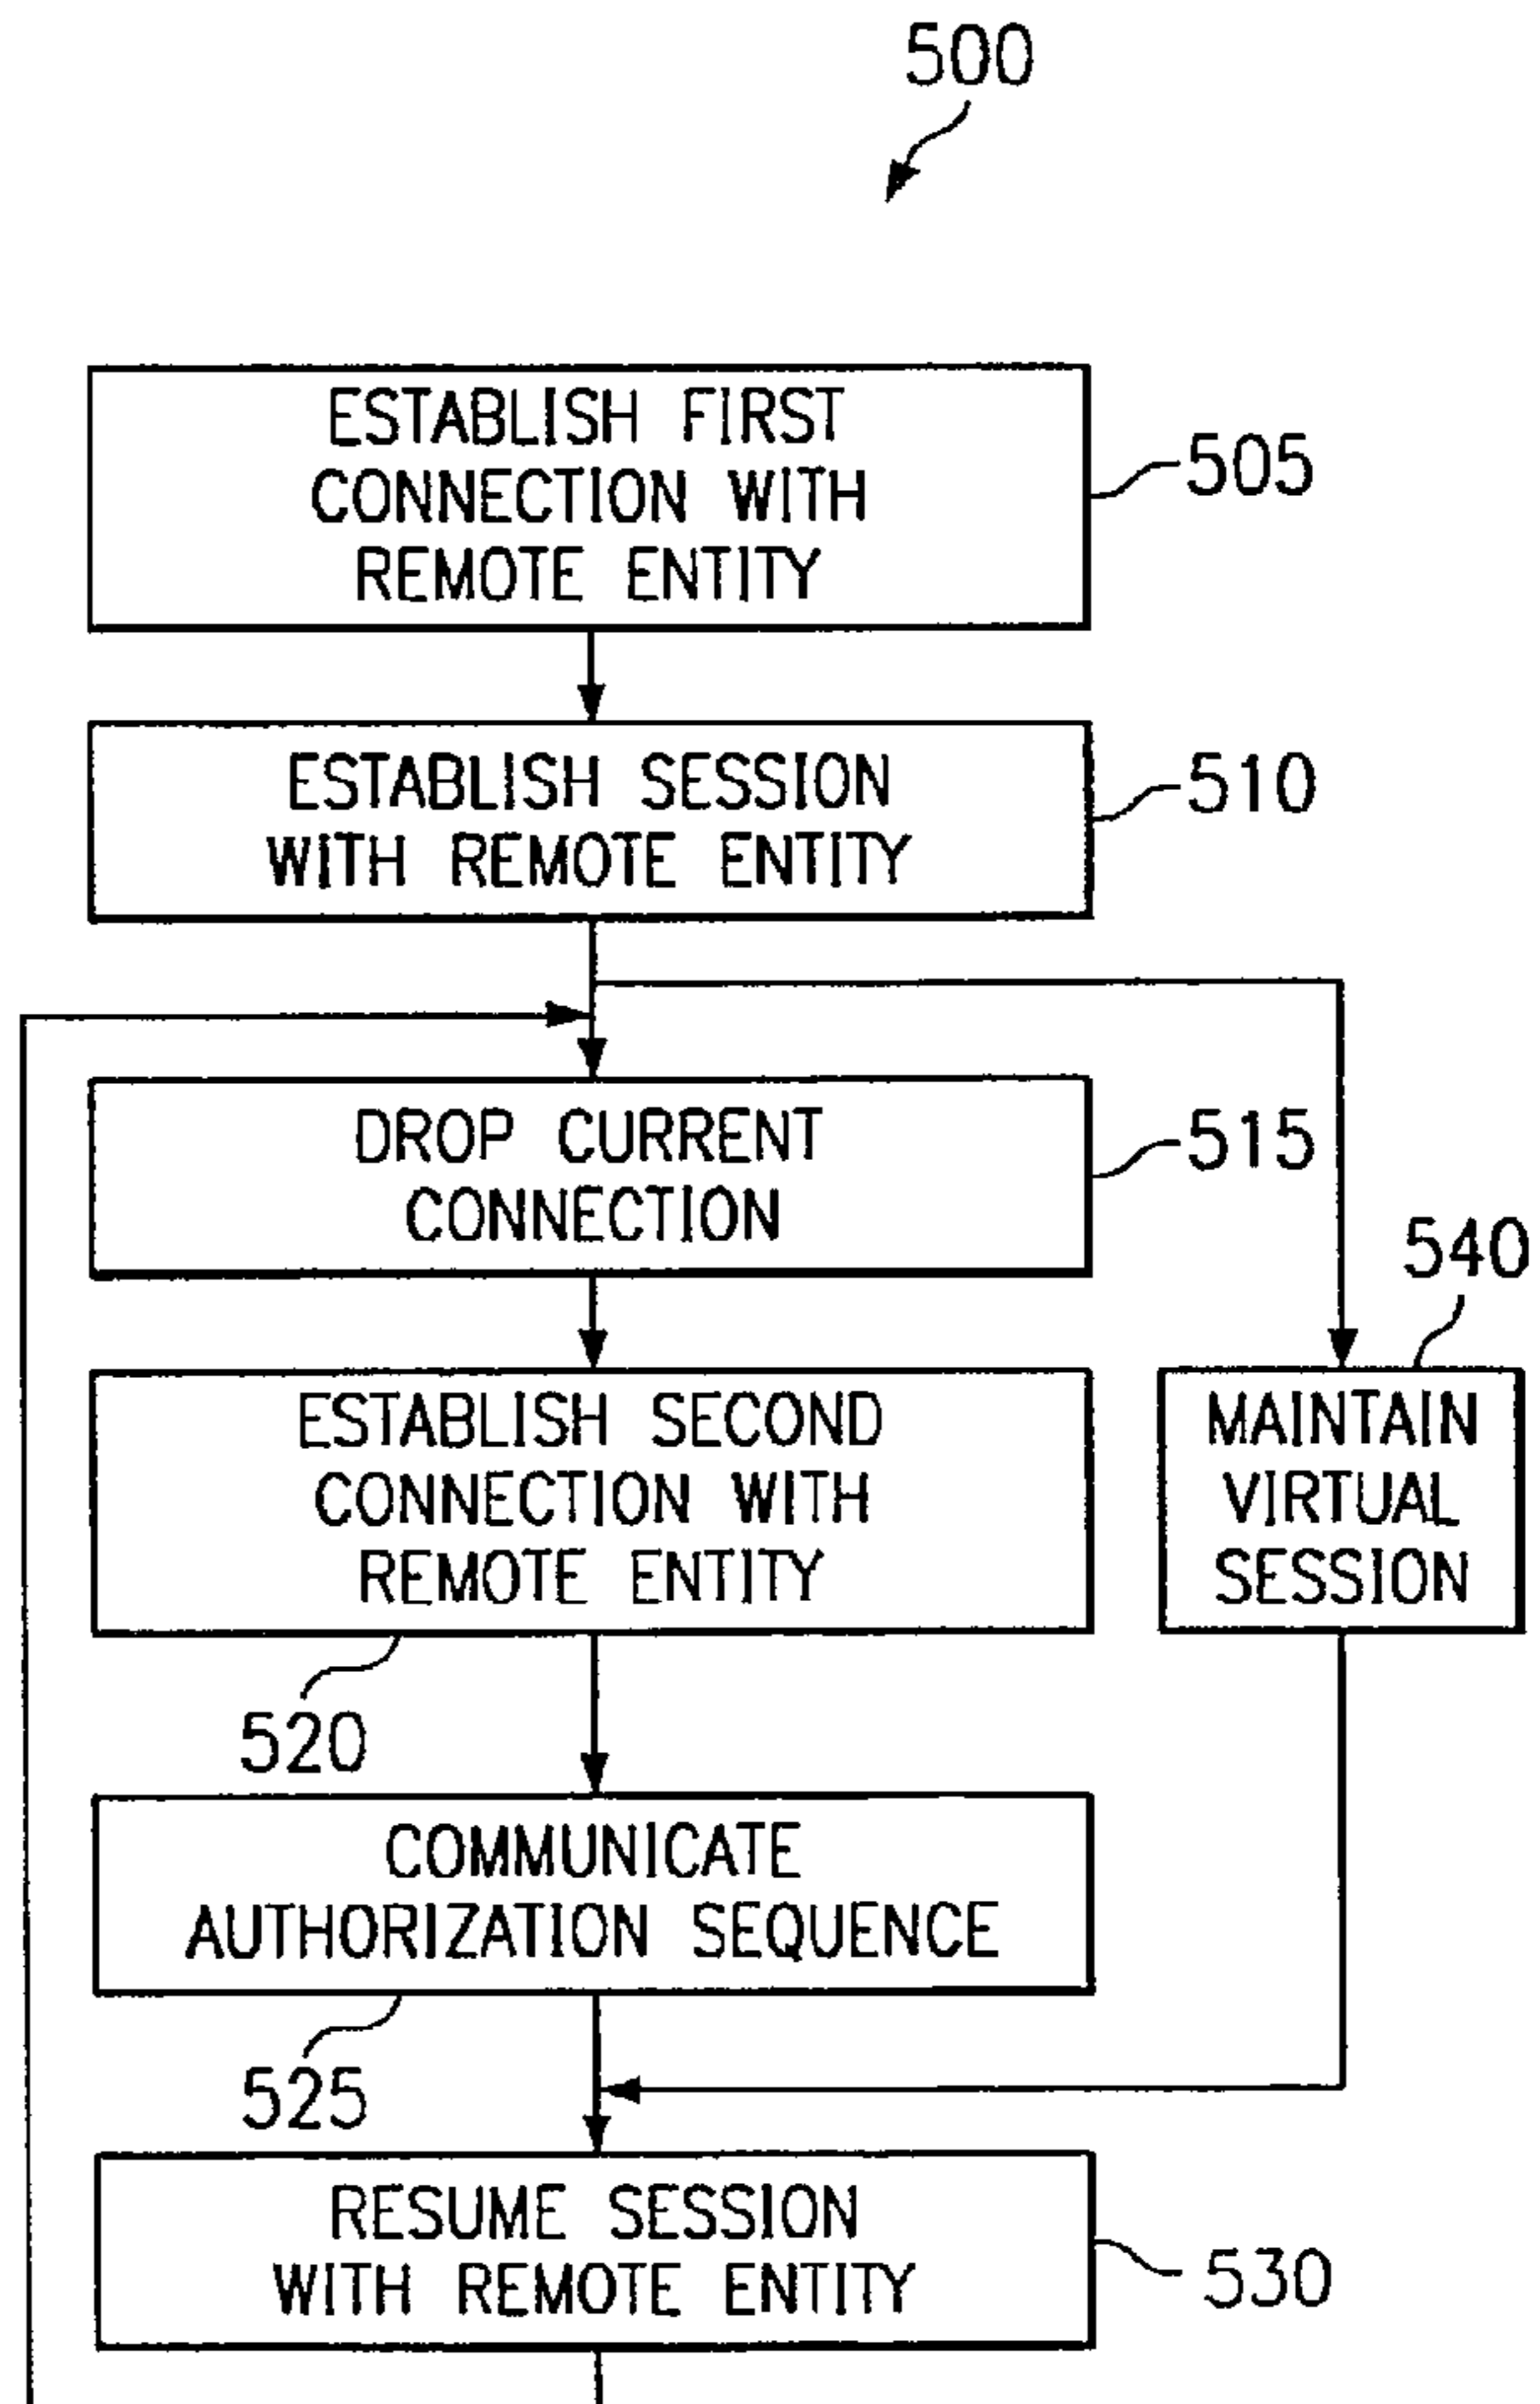 500
ESTABLISH FIRST
CONNECTION WITH
REMOTE ENTITY
505
ESTABLISH SESSION
WITH REMOTE ENTITY
510
DROP CURRENT
CONNECTION
515
540
ESTABLISH SECOND
CONNECTION WITH
REMOTE ENTITY
MAINTAIN
VIRTUAL
SESSION
520
COMMUNICATE
AUTHORIZATION SEQUENCE
525
RESUME SESSION
WITH REMOTE ENTITY
530